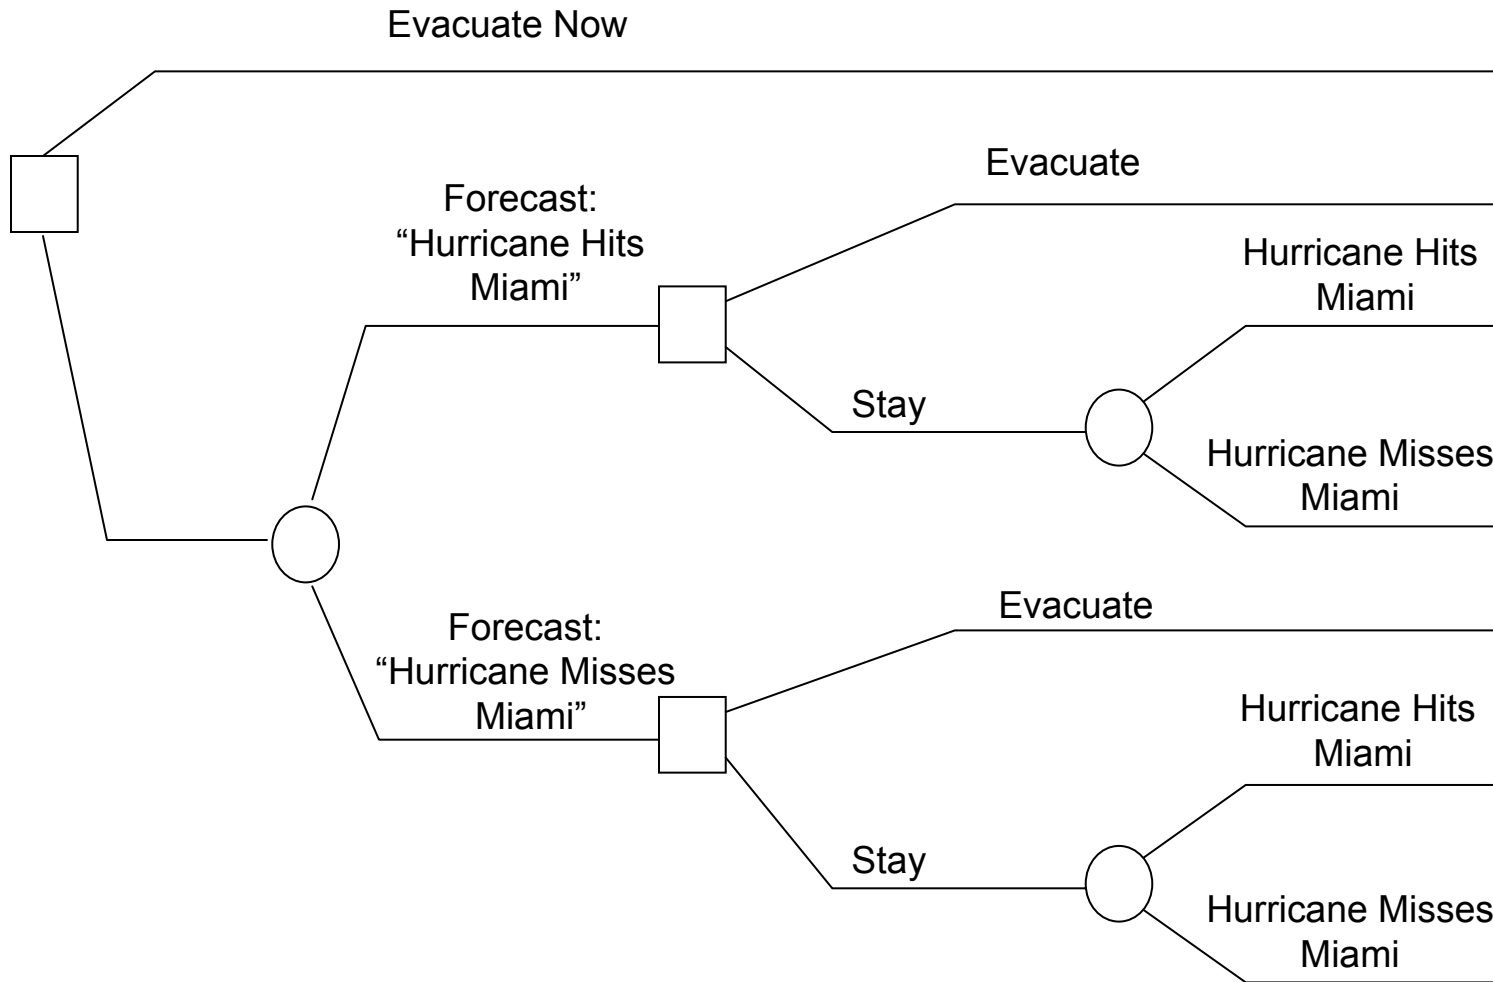 Evacuate Now
Evacuate
Forecast:
“Hurricane Hits
Miami”
Hurricane Hits
Miami
Stay
Hurricane Misses
Miami
Evacuate
Forecast:
“Hurricane Misses
Miami”
Hurricane Hits
Miami
Stay
Hurricane Misses
Miami